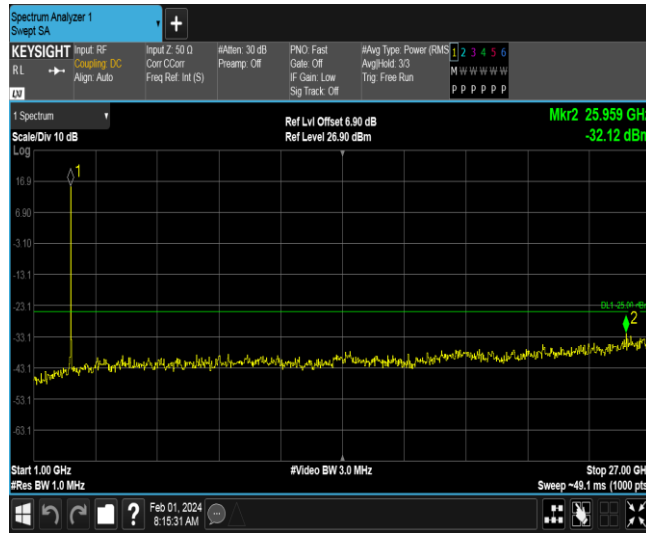 Spectrum Analyzer 1
Swept SA
+
KEYSIGHT
RL
LXI
Input: RF
Coupling: DC
Align: Auto
Input Z: 50 Ω
Corr CCorr
Freq Ref: Int (S)
#Atten: 30 dB
Preamp: Off
PNO: Fast
Gate: Off
IF Gain: Low
Sig Track: Off
#Avg Type: Power (RMS
Avg|Hold: 3/3
Trig: Free Run
1 2 3 4 5 6
M W W W W W
P P P P P P
1 Spectrum
Scale/Div 10 dB
Log
Ref Lvl Offset 6.90 dB
Ref Level 26.90 dBm
Mkr2 25.959 GHz
-32.12 dBm
1
16.9
6.90
-3.10
-13.1
-23.1
DL1 -25.00 dBm
2
-33.1
-43.1
-53.1
-63.1
Start 1.00 GHz
#Res BW 1.0 MHz
#Video BW 3.0 MHz
Stop 27.00 GH
Sweep ~49.1 ms (1000 pts
?
Feb 01, 2024
8:15:31 AM